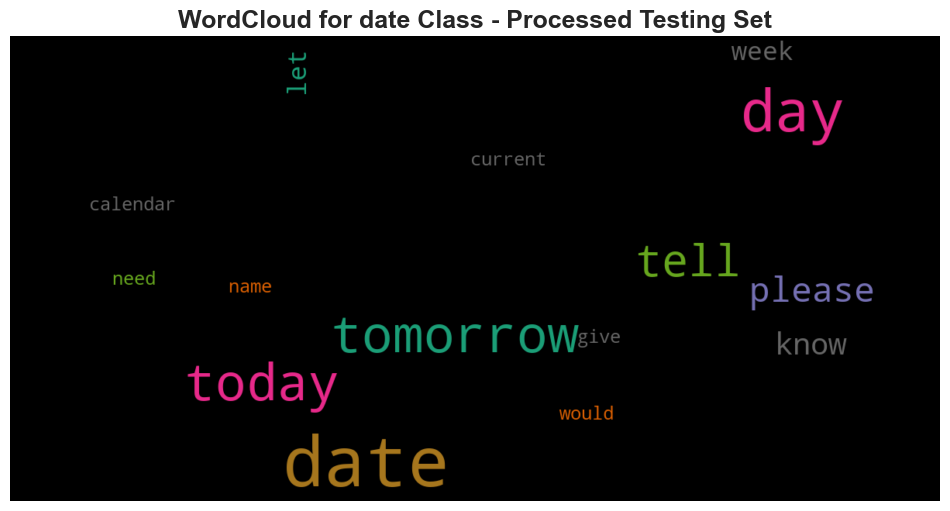 WordCloud for date Class - Processed Testing Set
let
week
day
current
calendar
tell
need
name
please
tomorrow
give
know
today
would
date